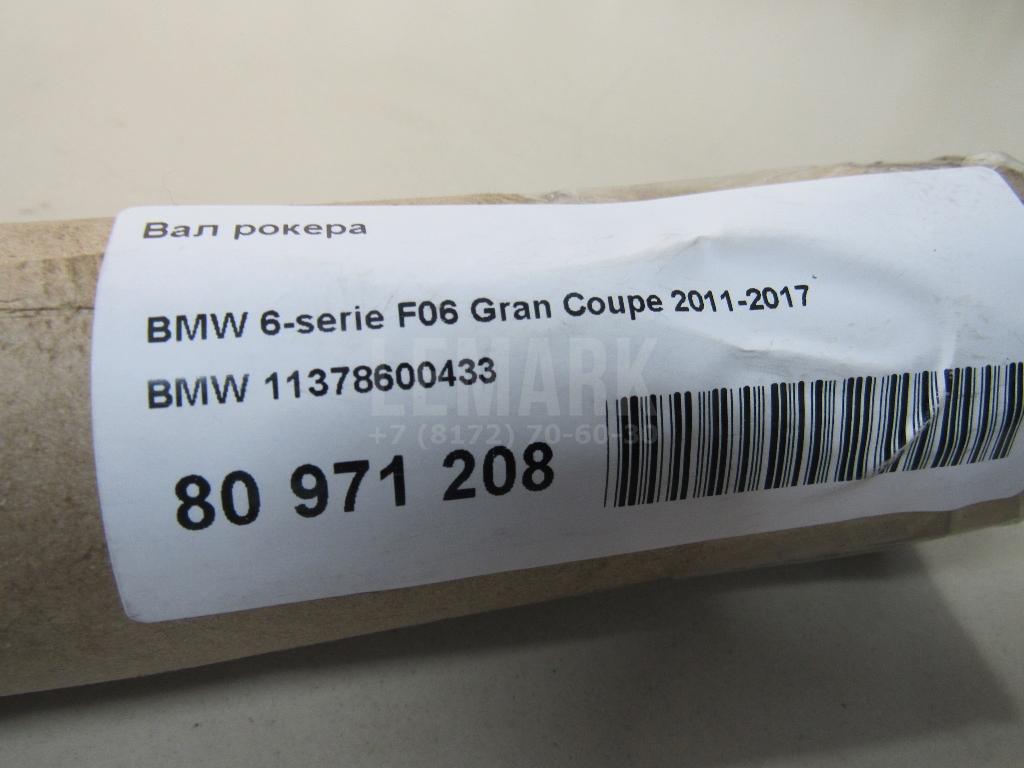 Вал рокера
BMW 6-serie F06 Gran Coupe 2011-2017
BMW 11378600433
LEMARK
+7 (8172) 70-60-30
80 971 208